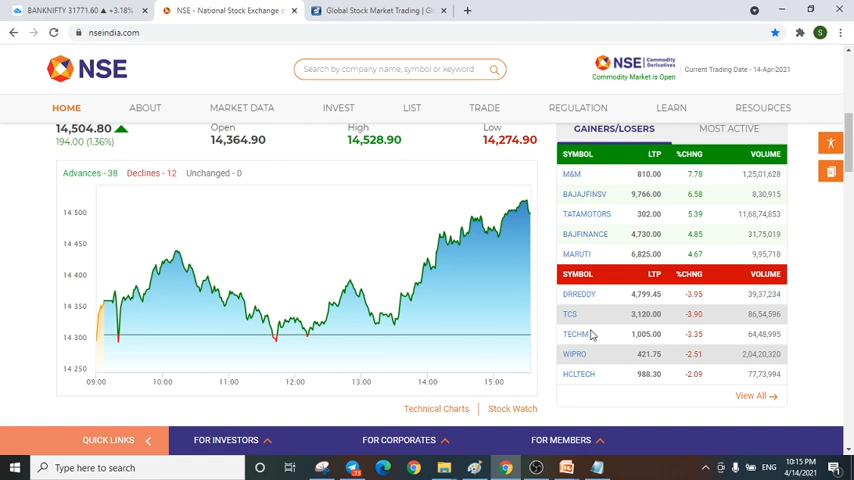 BANKNIFTY 31771.60 ▲ +3.18%
NSE - National Stock Exchange o
Global Stock Market Trading | Gl
nseindia.com
S
NSE
Search by company name, symbol or keyword
NSE Commodity Derivatives
Commodity Market is Open
Current Trading Date - 14-Apr-2021
HOME ABOUT MARKET DATA INVEST LIST TRADE REGULATION LEARN RESOURCES
14,504.80
194.00 (1.36%)
Open
14,364.90
High
14,528.90
Low
14,274.90
Advances - 38 Declines - 12 Unchanged - 0
14 500
14 450
14 400
14 350
14 300
14 250
09:00 10:00 11:00 12:00 13:00 14:00 15:00
Technical Charts Stock Watch
GAINERS/LOSERS MOST ACTIVE
SYMBOL LTP %CHNG VOLUME
M&M 810.00 7.78 1,25,01,628
BAJAJFINSV 9,766.00 6.58 8,30,915
TATAMOTORS 302.00 5.39 11,68,74,853
BAJFINANCE 4,730.00 4.85 31,75,019
MARUTI 6,825.00 4.67 9,95,718
SYMBOL LTP %CHNG VOLUME
DRREDDY 4,799.45 -3.95 39,37,234
TCS 3,120.00 -3.90 86,54,596
TECHM 1,005.00 -3.35 64,48,995
WIPRO 421.75 -2.51 2,04,20,320
HCLTECH 988.30 -2.09 77,73,994
View All →
QUICK LINKS FOR INVESTORS FOR CORPORATES FOR MEMBERS
Type here to search
ENG
10:15 PM
4/14/2021